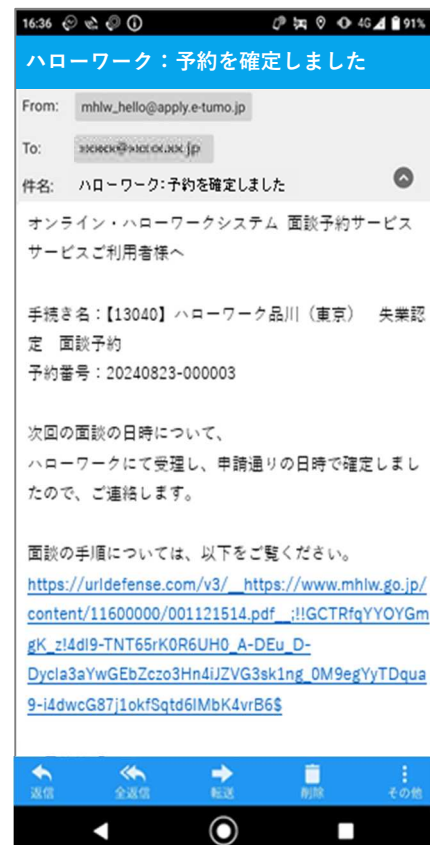 16:36 4G 91%
ハローワーク：予約を確定しました
From: mhlw_hello@apply.e-tumo.jp
To:
件名: ハローワーク：予約を確定しました
オンライン・ハローワークシステム 面談予約サービス
サービスご利用者様へ
手続き名：【13040】ハローワーク品川（東京）　失業認
定　面談予約
予約番号：20240823-000003
次回の面談の日時について、
ハローワークにて受理し、申請通りの日時で確定しまし
たので、ご連絡します。
面談の手順については、以下をご覧ください。
https://urldefense.com/v3/__https://www.mhlw.go.jp/
content/11600000/001121514.pdf__;!!GCTRfqYYOYGm
gK_z!4dI9-TNT65rK0R6UH0_A-DEu_D-
Dycla3aYwGEbZczo3Hn4iJZVG3sk1ng_0M9egYyTDqua
9-i4dwcG87j1okfSqtd6IMbK4vrB6$
返信 全返信 転送 削除 その他